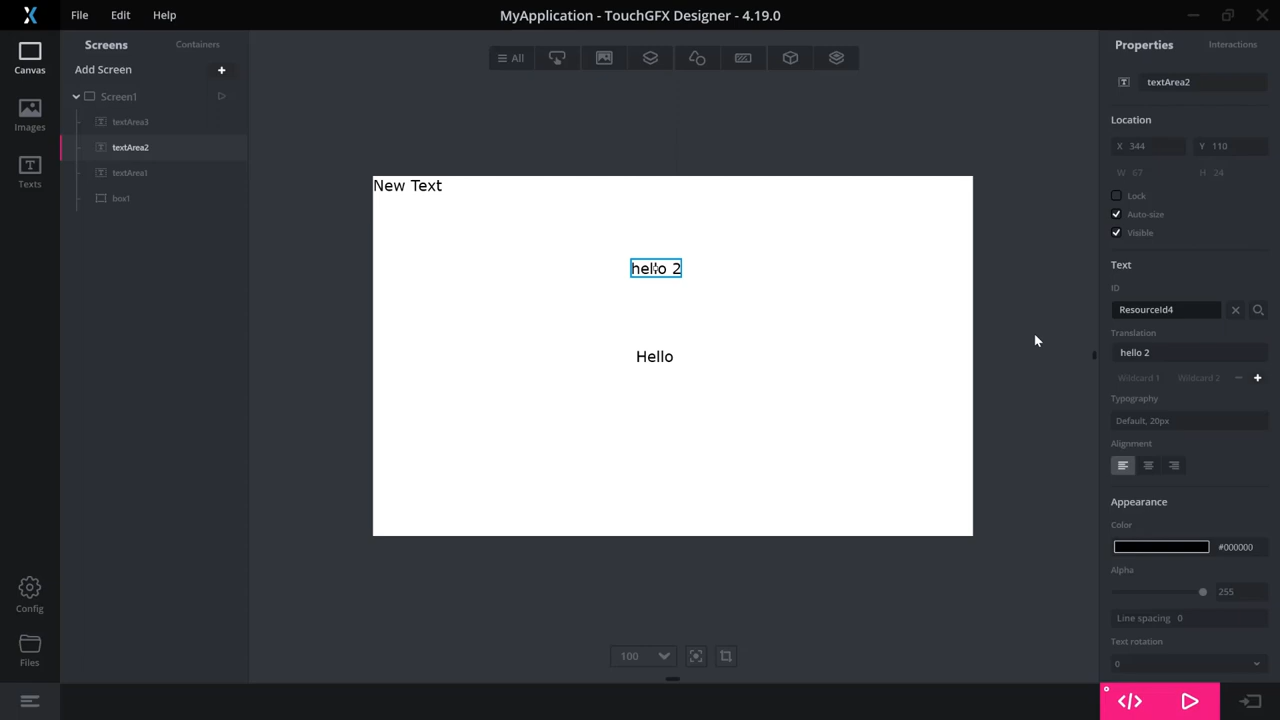 File Edit Help
MyApplication - TouchGFX Designer - 4.19.0
Canvas
Images
Texts
Config
Files
Screens Containers
Add Screen
Screen1
textArea3
textArea2
textArea1
box1
All
New Text
hello 2
Hello
100
Properties Interactions
textArea2
Location
X 344 Y 110
W 67 H 24
Lock
Auto-size
Visible
Text
ID
ResourceId4
Translation
hello 2
Wildcard 1 Wildcard 2
Typography
Default, 20px
Alignment
Appearance
Color
#000000
Alpha
255
Line spacing 0
Text rotation
0